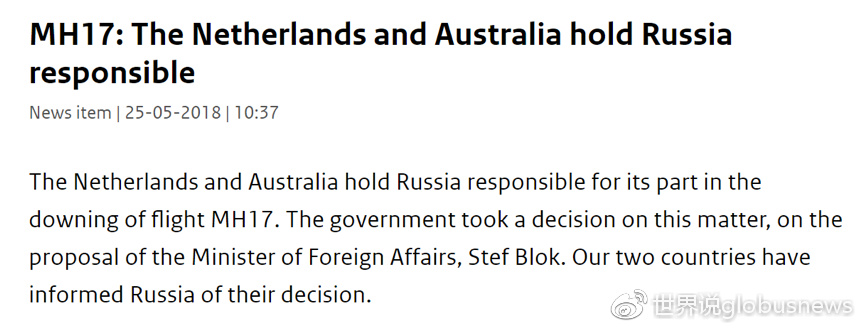 MH17: The Netherlands and Australia hold Russia
responsible
News item | 25-05-2018 | 10:37
The Netherlands and Australia hold Russia responsible for its part in the
downing of flight MH17. The government took a decision on this matter, on the
proposal of the Minister of Foreign Affairs, Stef Blok. Our two countries have
informed Russia of their decision.
世界说globusnews